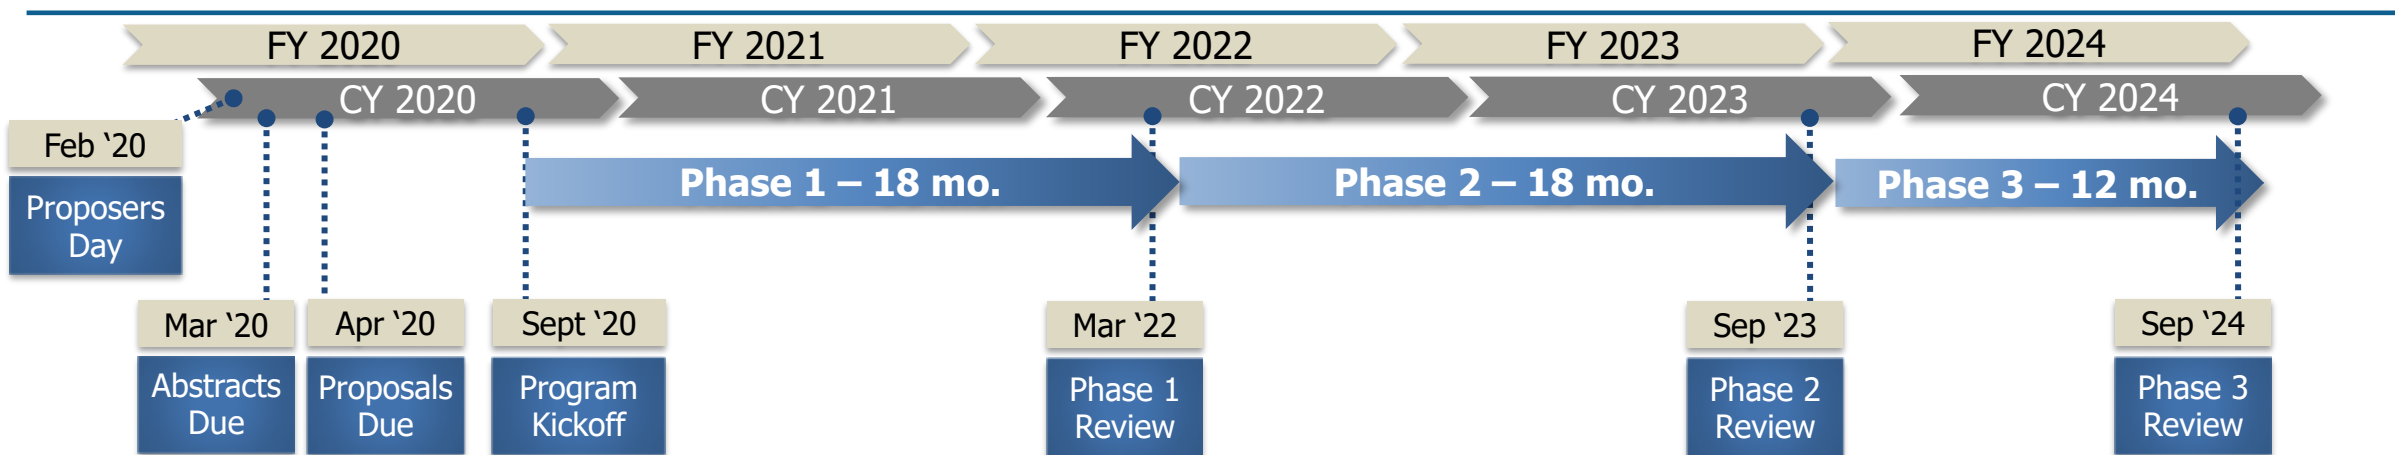 FY 2020
FY 2021
FY 2022
FY 2023
FY 2024
CY 2020
CY 2021
CY 2022
CY 2023
CY 2024
Feb ‘20
Proposers
Day
Phase 1 – 18 mo.
Phase 2 – 18 mo.
Phase 3 – 12 mo.
Mar ‘20
Abstracts
Due
Apr ‘20
Proposals
Due
Sept ‘20
Program
Kickoff
Mar ‘22
Phase 1
Review
Sep ‘23
Phase 2
Review
Sep ‘24
Phase 3
Review